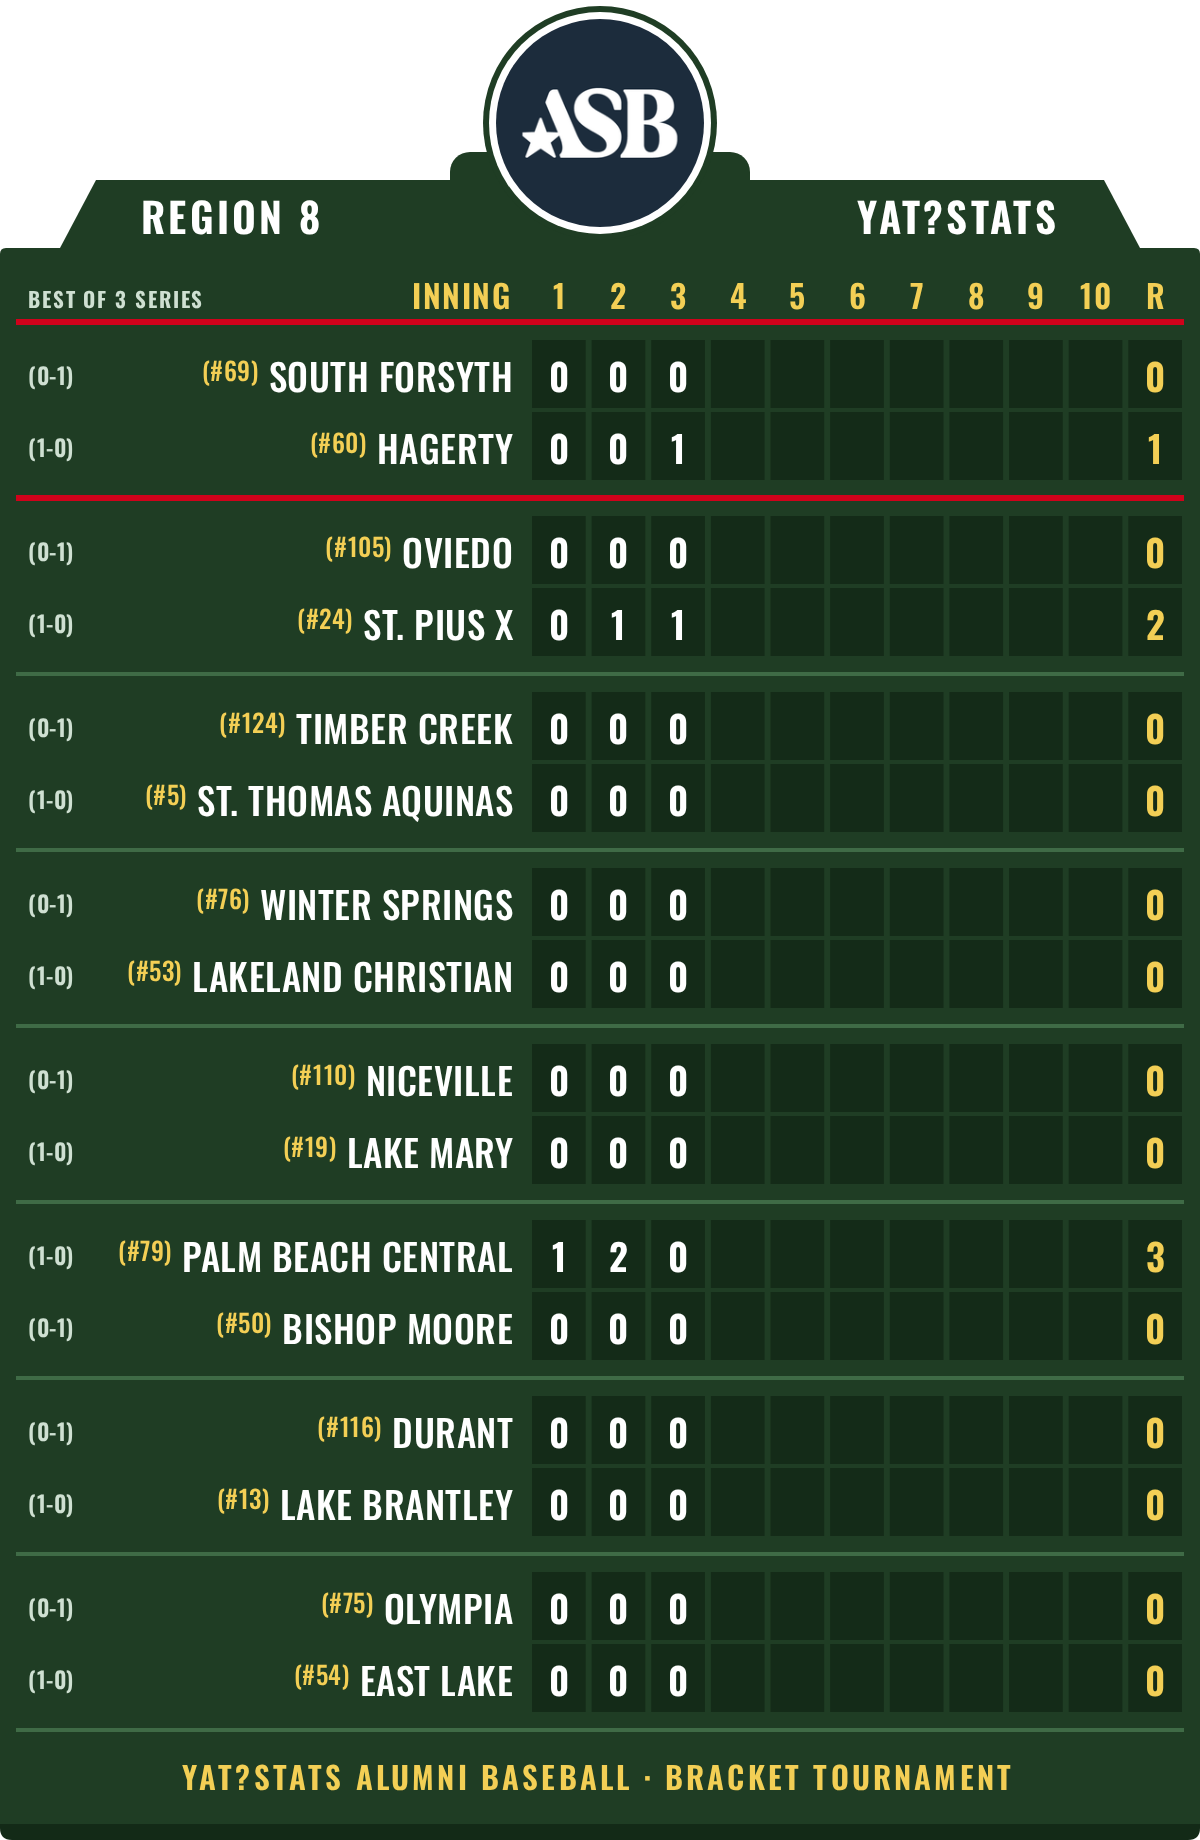 ASB
REGION 8 YAT?STATS
BEST OF 3 SERIES INNING 1 2 3 4 5 6 7 8 9 10 R
(0-1) (#69) SOUTH FORSYTH 0 0 0 0
(1-0) (#60) HAGERTY 0 0 1 1
(0-1) (#105) OVIEDO 0 0 0 0
(1-0) (#24) ST. PIUS X 0 1 1 2
(0-1) (#124) TIMBER CREEK 0 0 0 0
(1-0) (#5) ST. THOMAS AQUINAS 0 0 0 0
(0-1) (#76) WINTER SPRINGS 0 0 0 0
(1-0) (#53) LAKELAND CHRISTIAN 0 0 0 0
(0-1) (#110) NICEVILLE 0 0 0 0
(1-0) (#19) LAKE MARY 0 0 0 0
(1-0) (#79) PALM BEACH CENTRAL 1 2 0 3
(0-1) (#50) BISHOP MOORE 0 0 0 0
(0-1) (#116) DURANT 0 0 0 0
(1-0) (#13) LAKE BRANTLEY 0 0 0 0
(0-1) (#75) OLYMPIA 0 0 0 0
(1-0) (#54) EAST LAKE 0 0 0 0
YAT?STATS ALUMNI BASEBALL · BRACKET TOURNAMENT